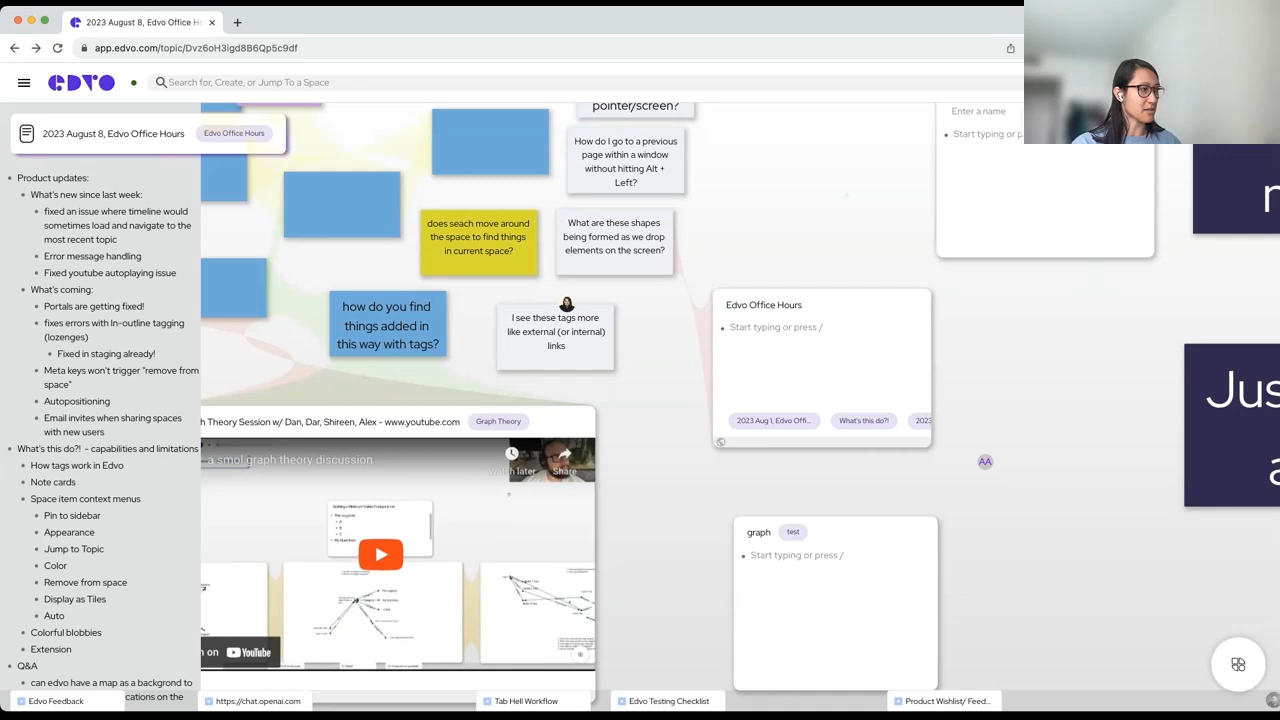 2023 August 8, Edvo Office Ho
app.edvo.com/topic/Dvz6oH3igd8B6Qp5c9df
EDVO
Search for, Create, or Jump To a Space
2023 August 8, Edvo Office Hours
Edvo Office Hours
Product updates:
What's new since last week:
fixed an issue where timeline would
sometimes load and navigate to the
most recent topic
Error message handling
Fixed youtube autoplaying issue
What's coming:
Portals are getting fixed!
fixes errors with In-outline tagging
(lozenges)
Fixed in staging already!
Meta keys won't trigger "remove from
space"
Autopositioning
Email invites when sharing spaces
with new users
What's this do?! - capabilities and limitations
How tags work in Edvo
Note cards
Space item context menus
Pin to sidebar
Appearance
Jump to Topic
Color
Remove from space
Display as Tiles
Auto
Colorful blobbies
Extension
Q&A
can edvo have a map as a backgrond to
cations on the
pointer/screen?
How do I go to a
previous page within a
window without
hitting Alt +
Left?
does seach move around
the space to find things
in current space?
What are these shapes
being formed as we drop
elements on the screen?
how do you find
things added in
this way with tags?
I see these tags more
like external (or internal)
links
h Theory Session w/ Dan, Dar, Shireen, Alex - www.youtube.com
Graph Theory
a smol graph theory discussion
Watch later
Share
on YouTube
Enter a name
Start typing or p
Edvo Office Hours
Start typing or press /
2023 Aug 1, Edvo Offi...
What's this do?!
2023
AA
graph
test
Start typing or press /
Jus
a
Edvo Feedback
https://chat.openai.com
Tab Hell Workflow
Edvo Testing Checklist
Product Wishlist/ Feed...